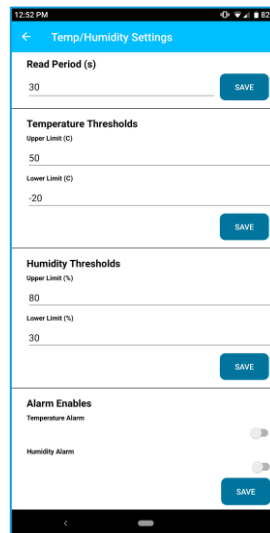 12:52 PM 82
Temp/Humidity Settings
Read Period (s)
30
SAVE
Temperature Thresholds
Upper Limit (C)
50
Lower Limit (C)
-20
SAVE
Humidity Thresholds
Upper Limit (%)
80
Lower Limit (%)
30
SAVE
Alarm Enables
Temperature Alarm
Humidity Alarm
SAVE